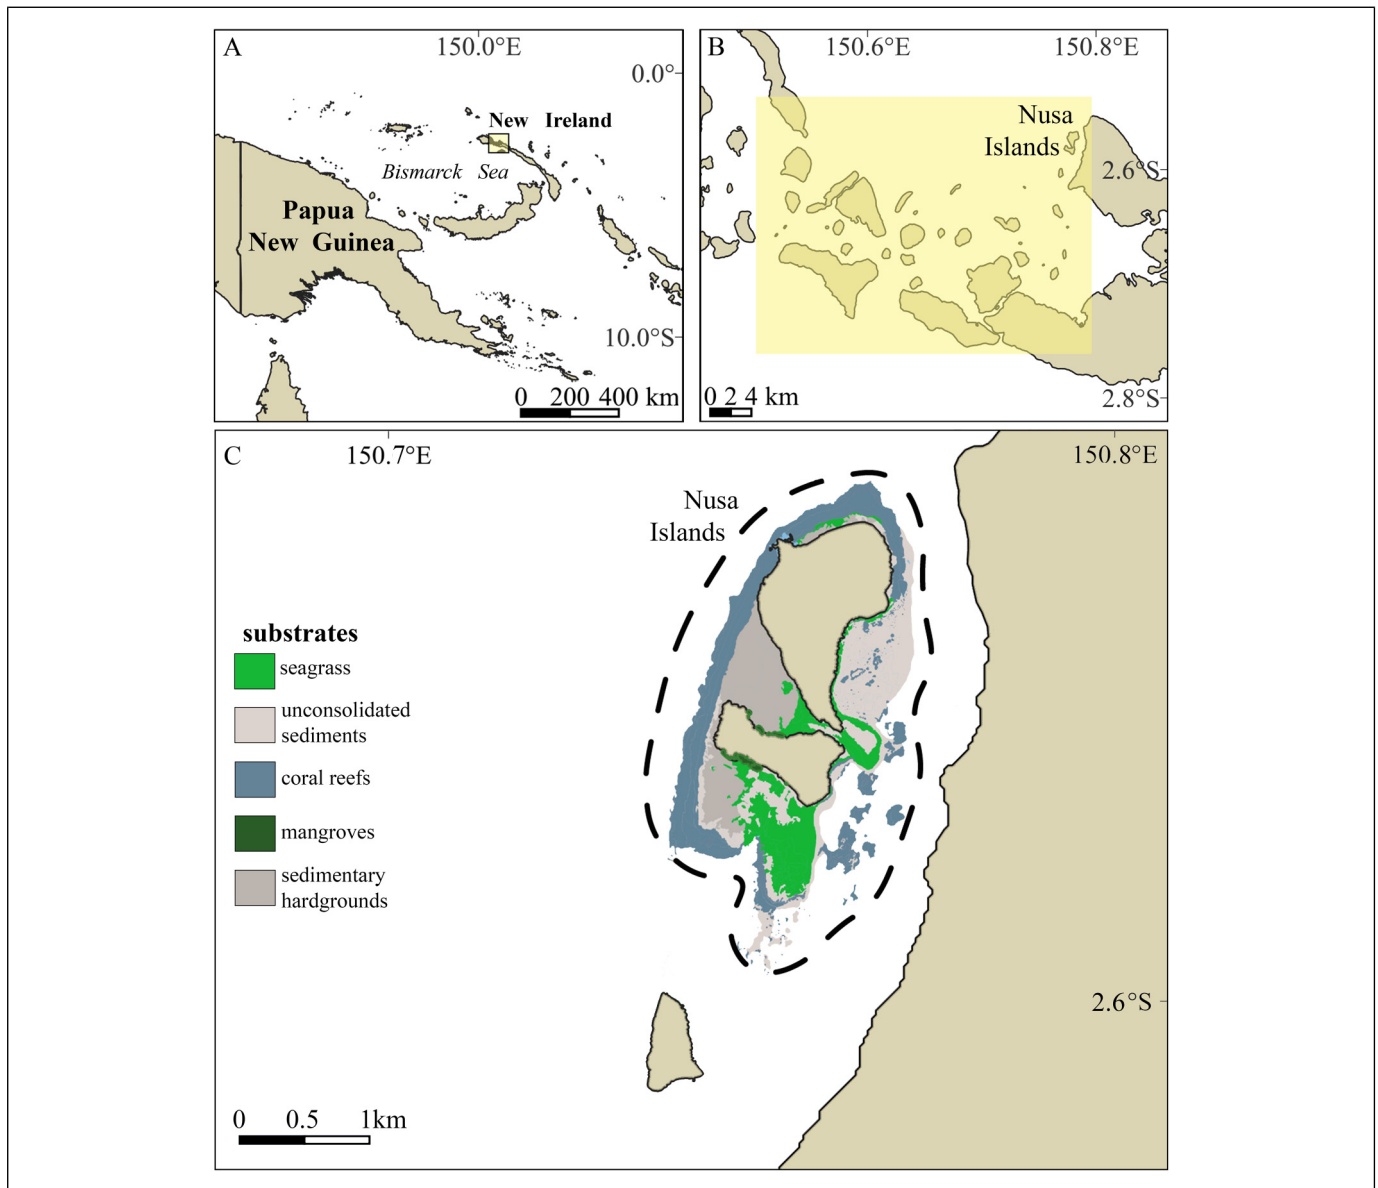 A
150.0°E
0.0°
New Ireland
Bismarck Sea
Papua
New Guinea
10.0°S
0 200 400 km
B
150.6°E
150.8°E
Nusa
Islands
2.6°S
2.8°S
0 2 4 km
C
150.7°E
150.8°E
Nusa
Islands
substrates
seagrass
unconsolidated
sediments
coral reefs
mangroves
sedimentary
hardgrounds
2.6°S
0 0.5 1km